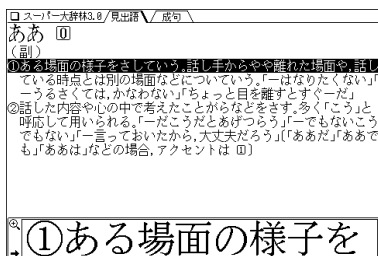 スーパー大辞林3.0/見出語 成句
ああ 0
(副)
①ある場面の様子をさしていう。話し手からやや離れた場面や,話し
ている時点とは別の場面などについていう。「ーはなりたくない」「
ーうるさくては,かなわない」「ちょっと目を離すとすぐーだ」
②話した内容や心の中で考えたことがらなどをさす。多く「こう」と
呼応して用いられる。「ーだこうだとあげつらう」「ーでもないこう
でもない」「ー言っておいたから,大丈夫だろう」〔「ああだ」「ああで
も」「ああは」などの場合,アクセントは 0〕
①ある場面の様子を